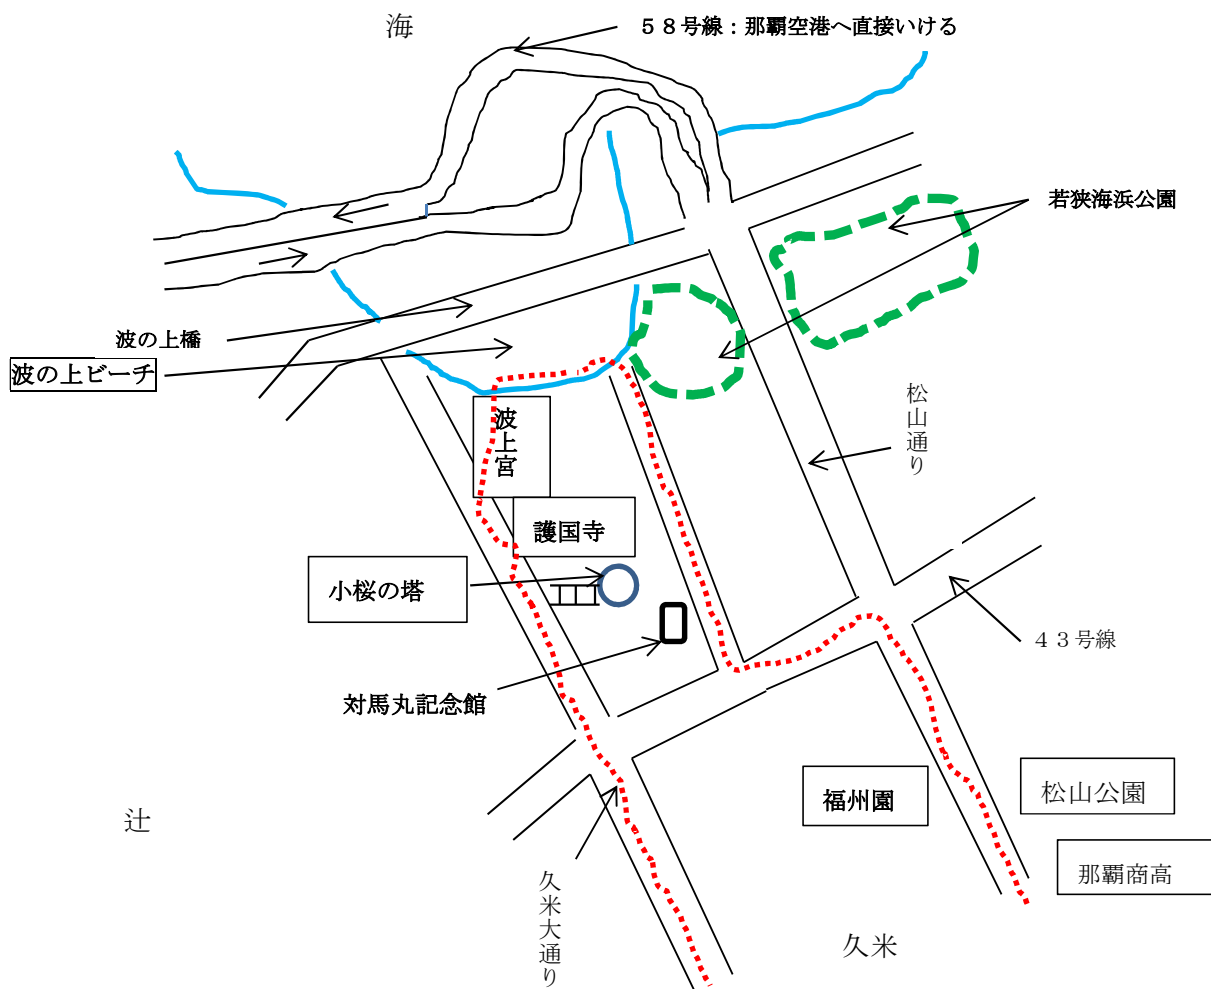 海
５８号線：那覇空港へ直接いける
若狭海浜公園
波の上橋
波の上ビーチ
松山通り
波上宮
護国寺
小桜の塔
４３号線
対馬丸記念館
福州園
松山公園
辻
那覇商高
久米大通り
久米